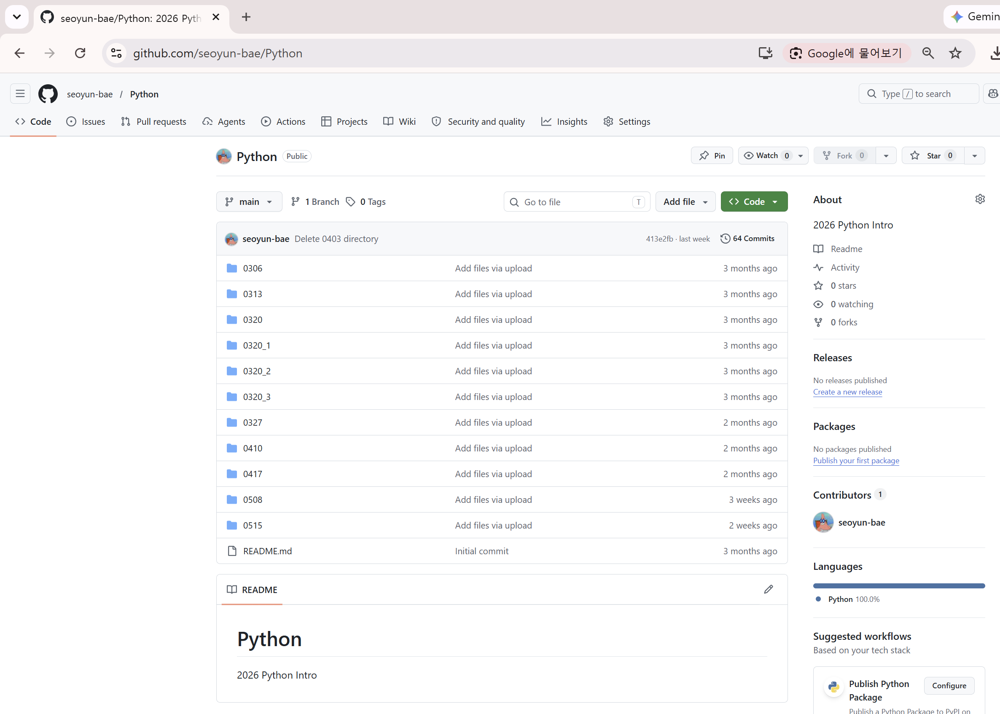 seoyun-bae/Python: 2026 Pyth
Gemin
github.com/seoyun-bae/Python
Google에 물어보기
seoyun-bae / Python
Type / to search
Code Issues Pull requests Agents Actions Projects Wiki Security and quality Insights Settings
Python Public
Pin Watch 0 Fork 0 Star 0
main 1 Branch 0 Tags
Go to file T Add file Code
seoyun-bae Delete 0403 directory 413e2fb · last week 64 Commits
0306 Add files via upload 3 months ago
0313 Add files via upload 3 months ago
0320 Add files via upload 3 months ago
0320_1 Add files via upload 3 months ago
0320_2 Add files via upload 3 months ago
0320_3 Add files via upload 3 months ago
0327 Add files via upload 2 months ago
0410 Add files via upload 2 months ago
0417 Add files via upload 2 months ago
0508 Add files via upload 3 weeks ago
0515 Add files via upload 2 weeks ago
README.md Initial commit 3 months ago
README
Python
2026 Python Intro
About
2026 Python Intro
Readme
Activity
0 stars
0 watching
0 forks
Releases
No releases published
Create a new release
Packages
No packages published
Publish your first package
Contributors 1
seoyun-bae
Languages
Python 100.0%
Suggested workflows
Based on your tech stack
Publish Python
Package
Configure
Publish a Python Package to PyPI on